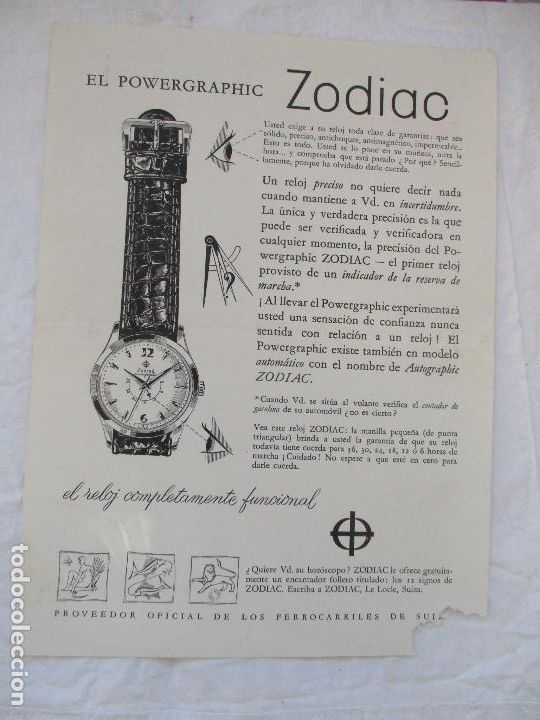 EL POWERGRAPHIC Zodiac
Usted exige a su reloj toda clase de garantías: que sea
sólido, preciso, antichoques, antimagnético, impermeable...
Esto es todo. Usted se lo pone en su muñeca, mira la
hora... y comprueba que está parado ¿ Por qué ? Sencil-
lamente, porque ha olvidado darle cuerda.
Un reloj preciso no quiere decir nada
cuando mantiene a Vd. en incertidumbre.
La única y verdadera precisión es la que
puede ser verificada y verificadora en
cualquier momento, la precisión del Po-
wergraphic ZODIAC — el primer reloj
provisto de un indicador de la reserva de
marcha.*
¡ Al llevar el Powergraphic experimentará
usted una sensación de confianza nunca
sentida con relación a un reloj ! El
Powergraphic existe también en modelo
automático con el nombre de Autographic
ZODIAC.
*Cuando Vd. se sitúa al volante verifica el contador de
gasolina de su automóvil ¿ no es cierto ?
Vea este reloj ZODIAC: la manilla pequeña (de punta
triangular) brinda a usted la garantía de que su reloj
todavía tiene cuerda para 36, 30, 24, 18, 12 ó 6 horas de
marcha ¡ Cuidado ! No espere a que esté en cero para
darle cuerda.
12
ZODIAC
el reloj completamente funcional
¿ Quiere Vd. su horóscopo ? ZODIAC le ofrece gratuita-
mente un encantador folleto titulado: los 12 signos de
ZODIAC. Escriba a ZODIAC, Le Locle, Suiza.
PROVEEDOR OFICIAL DE LOS FERROCARRILES DE SUIZ
todocoleccion